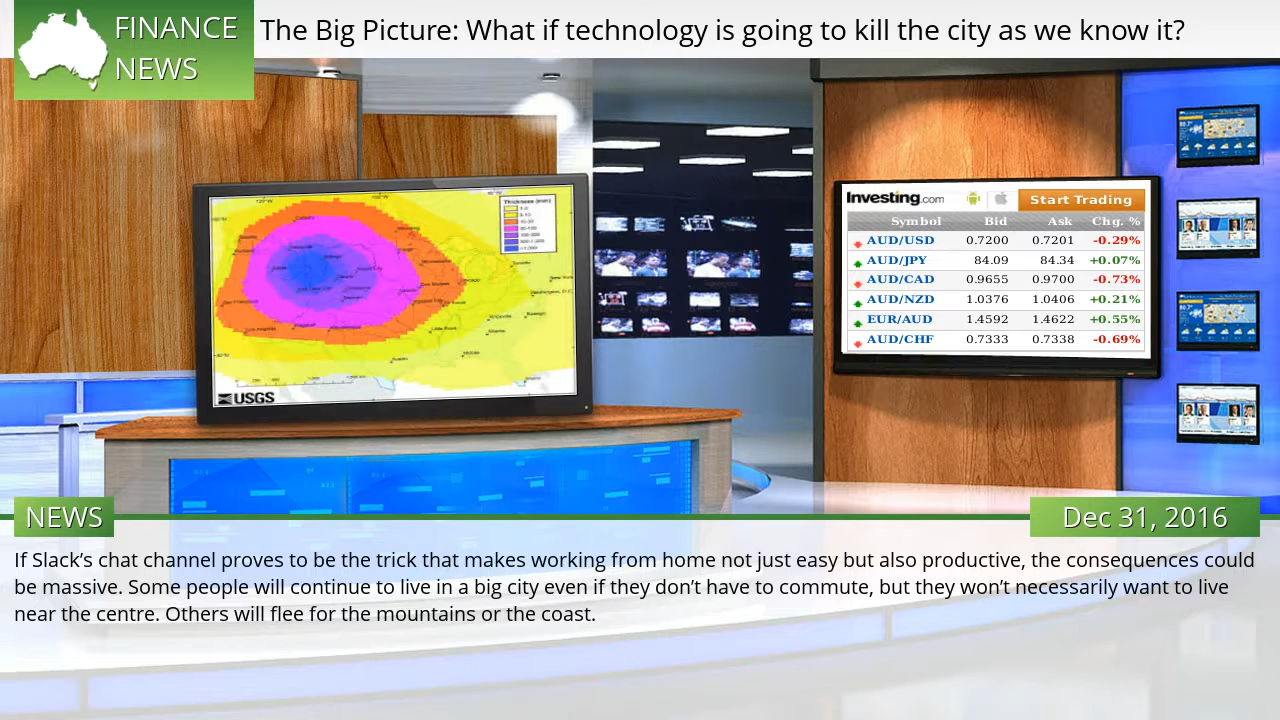 FINANCE
NEWS
The Big Picture: What if technology is going to kill the city as we know it?
Thickness (mm)
USGS
Investing.com
Start Trading
Symbol Bid Ask Chg. %
AUD/USD 0.7200 0.7201 -0.29%
AUD/JPY 84.09 84.34 +0.07%
AUD/CAD 0.9655 0.9700 -0.73%
AUD/NZD 1.0376 1.0406 +0.21%
EUR/AUD 1.4592 1.4622 +0.55%
AUD/CHF 0.7333 0.7338 -0.69%
NEWS
Dec 31, 2016
If Slack’s chat channel proves to be the trick that makes working from home not just easy but also productive, the consequences could
be massive. Some people will continue to live in a big city even if they don’t have to commute, but they won’t necessarily want to live
near the centre. Others will flee for the mountains or the coast.